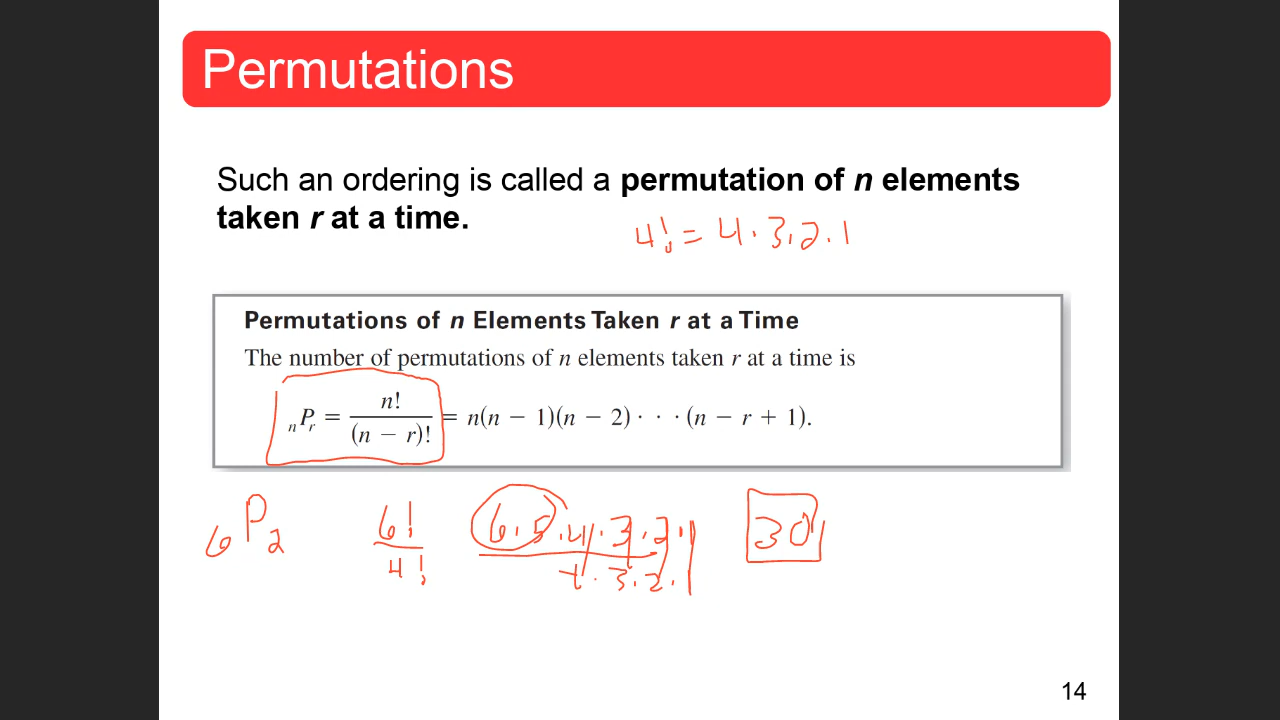 Permutations
Such an ordering is called a permutation of n elements
taken r at a time.
4! = 4 · 3 · 2 · 1
Permutations of n Elements Taken r at a Time
The number of permutations of n elements taken r at a time is
nPr = n! / (n − r)! = n(n − 1)(n − 2) · · · (n − r + 1).
6P2 6!/4! 6·5·4·3·2·1 / 4·3·2·1 30
14